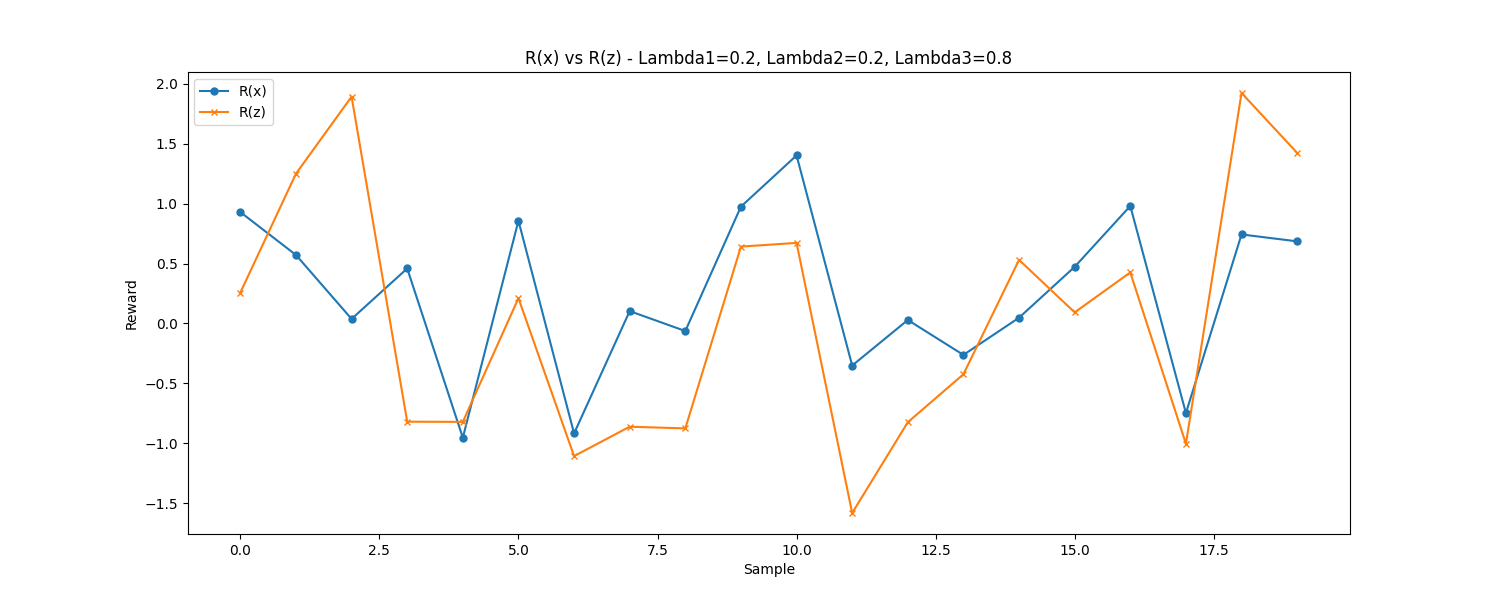 R(x) vs R(z) - Lambda1=0.2, Lambda2=0.2, Lambda3=0.8
R(x)
R(z)
2.0
1.5
1.0
0.5
0.0
−0.5
−1.0
−1.5
Reward
0.0 2.5 5.0 7.5 10.0 12.5 15.0 17.5
Sample